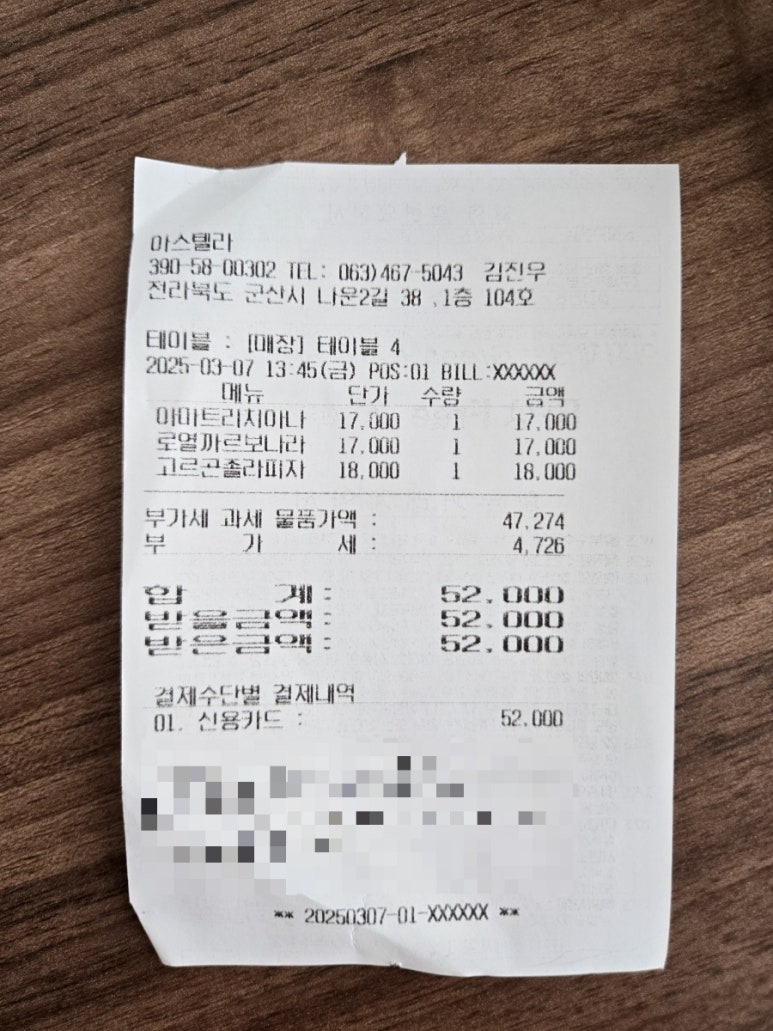 아스텔라
390-58-00302 TEL: 063)467-5043 김진우
전라북도 군산시 나운2길 38 ,1층 104호
테이블 : [매장] 테이블 4
2025-03-07 13:45(금) POS:01 BILL:XXXXXX
메뉴 단가 수량 금액
아마트리치아나 17,000 1 17,000
로얄까르보나라 17,000 1 17,000
고르곤졸라피자 18,000 1 18,000
부가세 과세 물품가액 : 47,274
부 가 세 : 4,726
합 계 : 52,000
받을금액 : 52,000
받은금액 : 52,000
결제수단별 결제내역
01. 신용카드 : 52,000
** 20250307-01-XXXXXX **